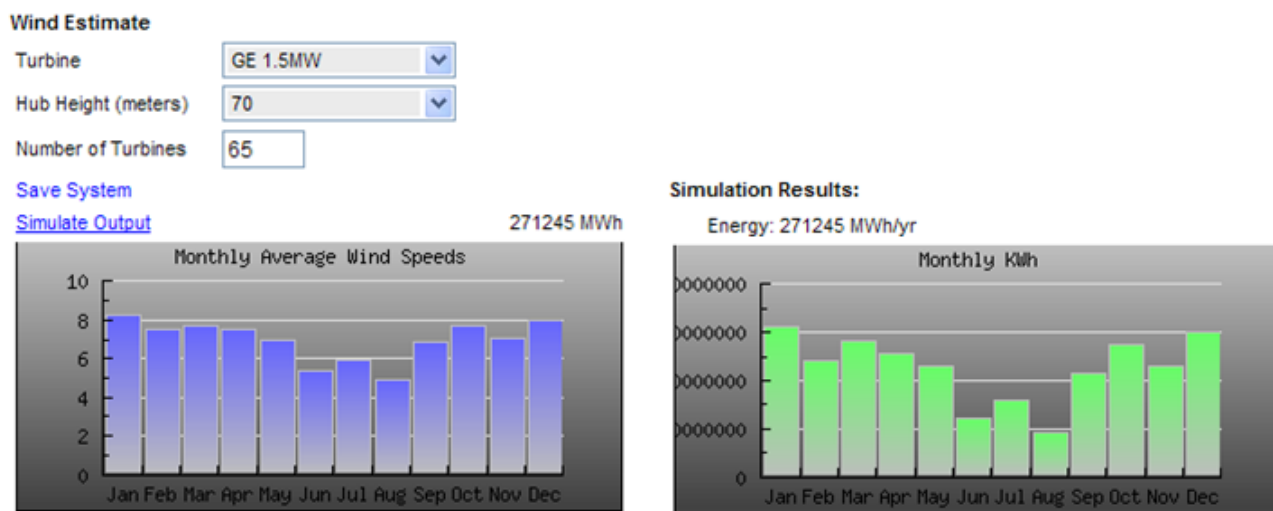 Wind Estimate
Turbine GE 1.5MW
Hub Height (meters) 70
Number of Turbines 65
Save System
Simulate Output 271245 MWh
Monthly Average Wind Speeds
10
8
6
4
2
0
Jan Feb Mar Apr May Jun Jul Aug Sep Oct Nov Dec
Simulation Results:
Energy: 271245 MWh/yr
Monthly KWh
0
Jan Feb Mar Apr May Jun Jul Aug Sep Oct Nov Dec